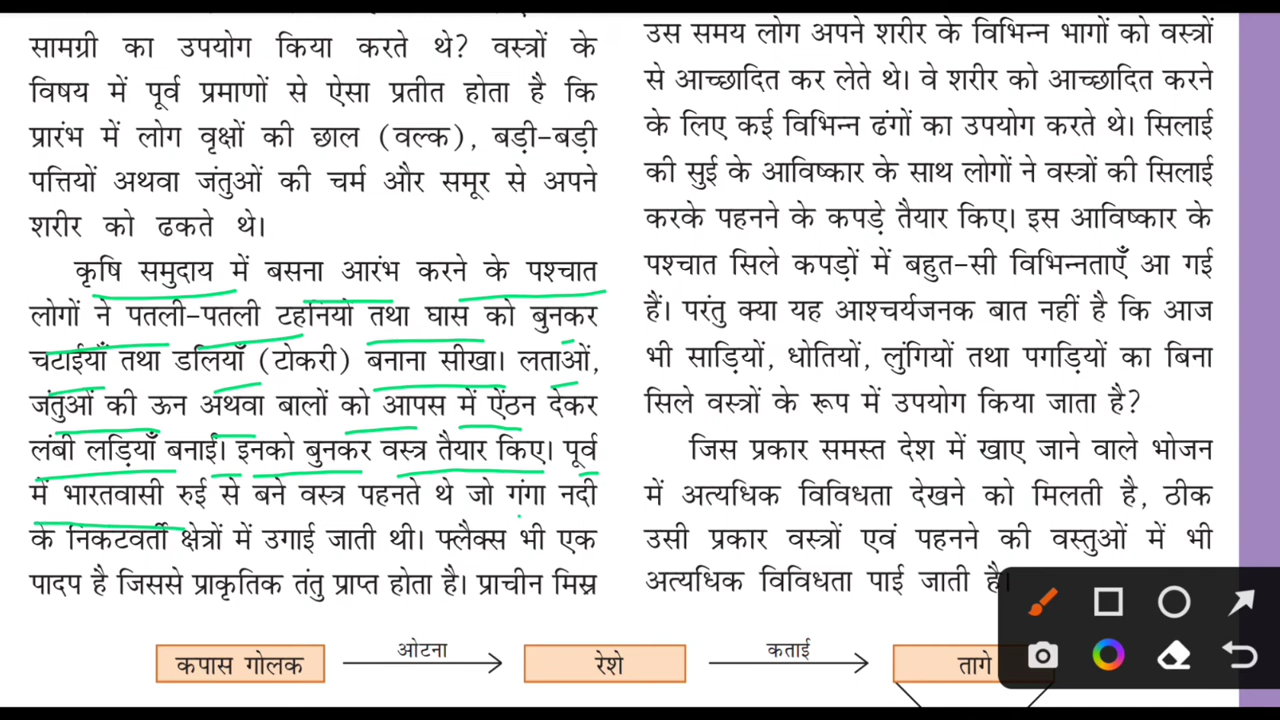 सामग्री का उपयोग किया करते थे? वस्त्रों के
विषय में पूर्व प्रमाणों से ऐसा प्रतीत होता है कि
प्रारंभ में लोग वृक्षों की छाल (वल्क), बड़ी-बड़ी
पत्तियों अथवा जंतुओं की चर्म और समूर से अपने
शरीर को ढकते थे।
कृषि समुदाय में बसना आरंभ करने के पश्चात
लोगों ने पतली-पतली टहनियों तथा घास को बुनकर
चटाईयाँ तथा डलियाँ (टोकरी) बनाना सीखा। लताओं,
जंतुओं की ऊन अथवा बालों को आपस में ऐंठन देकर
लंबी लड़ियाँ बनाईं। इनको बुनकर वस्त्र तैयार किए। पूर्व
में भारतवासी रुई से बने वस्त्र पहनते थे जो गंगा नदी
के निकटवर्ती क्षेत्रों में उगाई जाती थी। फ्लैक्स भी एक
पादप है जिससे प्राकृतिक तंतु प्राप्त होता है। प्राचीन मिस्र
उस समय लोग अपने शरीर के विभिन्न भागों को वस्त्रों
से आच्छादित कर लेते थे। वे शरीर को आच्छादित करने
के लिए कई विभिन्न ढंगों का उपयोग करते थे। सिलाई
की सुई के आविष्कार के साथ लोगों ने वस्त्रों की सिलाई
करके पहनने के कपड़े तैयार किए। इस आविष्कार के
पश्चात सिले कपड़ों में बहुत-सी विभिन्नताएँ आ गई
हैं। परंतु क्या यह आश्चर्यजनक बात नहीं है कि आज
भी साड़ियों, धोतियों, लुंगियों तथा पगड़ियों का बिना
सिले वस्त्रों के रूप में उपयोग किया जाता है?
जिस प्रकार समस्त देश में खाए जाने वाले भोजन
में अत्यधिक विविधता देखने को मिलती है, ठीक
उसी प्रकार वस्त्रों एवं पहनने की वस्तुओं में भी
अत्यधिक विविधता पाई जाती है।
कपास गोलक
ओटना
रेशे
कताई
तागे